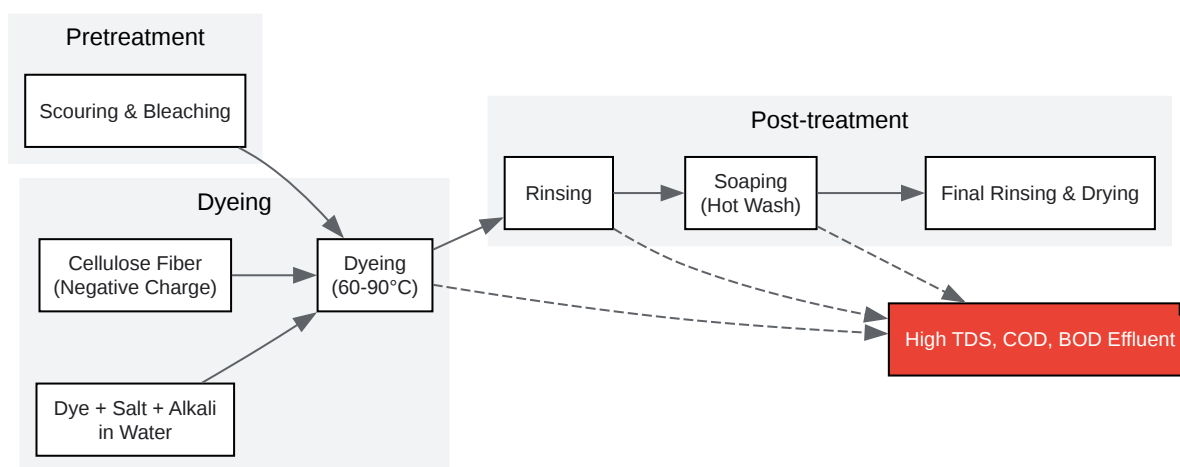 Pretreatment
Scouring & Bleaching
Dyeing
Cellulose Fiber
(Negative Charge)
Dye + Salt + Alkali
in Water
Dyeing
(60-90°C)
Post-treatment
Rinsing
Soaping
(Hot Wash)
Final Rinsing & Drying
High TDS, COD, BOD Effluent